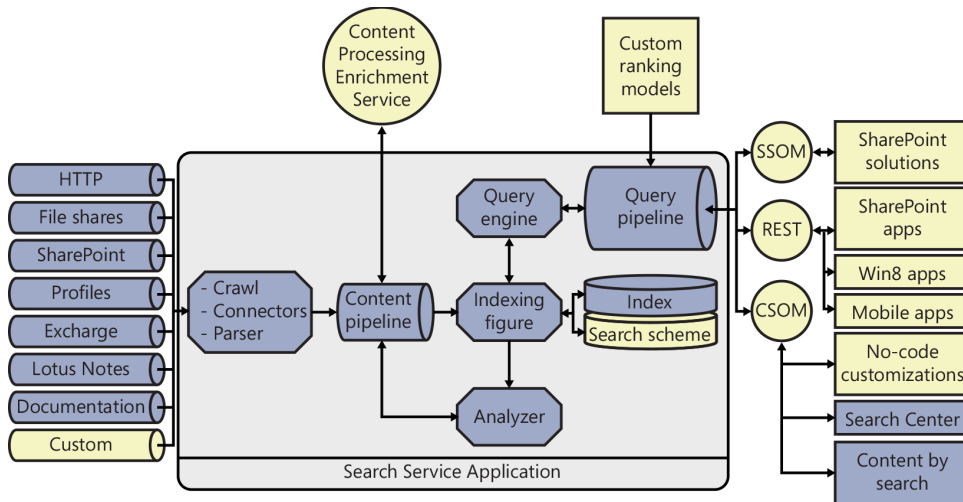 Content
Processing
Enrichment
Service
Custom
ranking
models
HTTP
File shares
SharePoint
Profiles
Excharge
Lotus Notes
Documentation
Custom
- Crawl
- Connectors
- Parser
Content
pipeline
Query
engine
Query
pipeline
Indexing
figure
Index
Search scheme
Analyzer
Search Service Application
SSOM
REST
CSOM
SharePoint
solutions
SharePoint
apps
Win8 apps
Mobile apps
No-code
customizations
Search Center
Content by
search